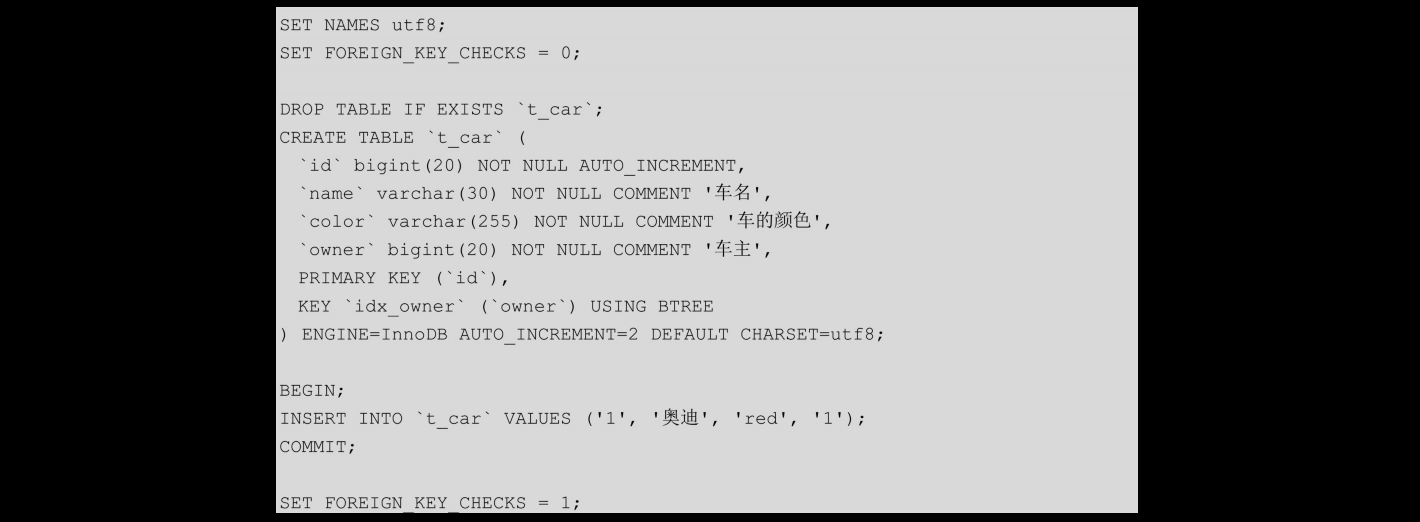 SET NAMES utf8;
SET FOREIGN_KEY_CHECKS = 0;
DROP TABLE IF EXISTS `t_car`;
CREATE TABLE `t_car` (
`id` bigint(20) NOT NULL AUTO_INCREMENT,
`name` varchar(30) NOT NULL COMMENT '车名',
`color` varchar(255) NOT NULL COMMENT '车的颜色',
`owner` bigint(20) NOT NULL COMMENT '车主',
PRIMARY KEY (`id`),
KEY `idx_owner` (`owner`) USING BTREE
) ENGINE=InnoDB AUTO_INCREMENT=2 DEFAULT CHARSET=utf8;
BEGIN;
INSERT INTO `t_car` VALUES ('1', '奥迪', 'red', '1');
COMMIT;
SET FOREIGN_KEY_CHECKS = 1;